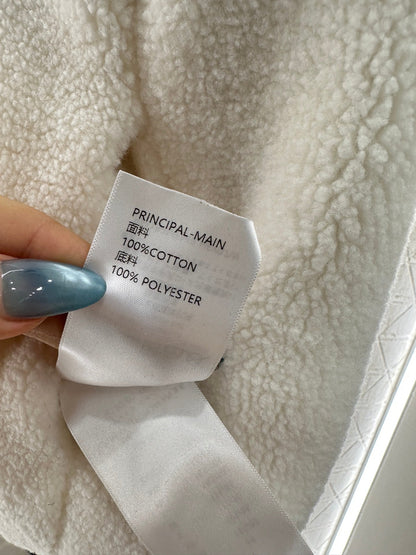 PRINCIPAL-MAIN
面料
100%COTTON
底料
100% POLYESTER